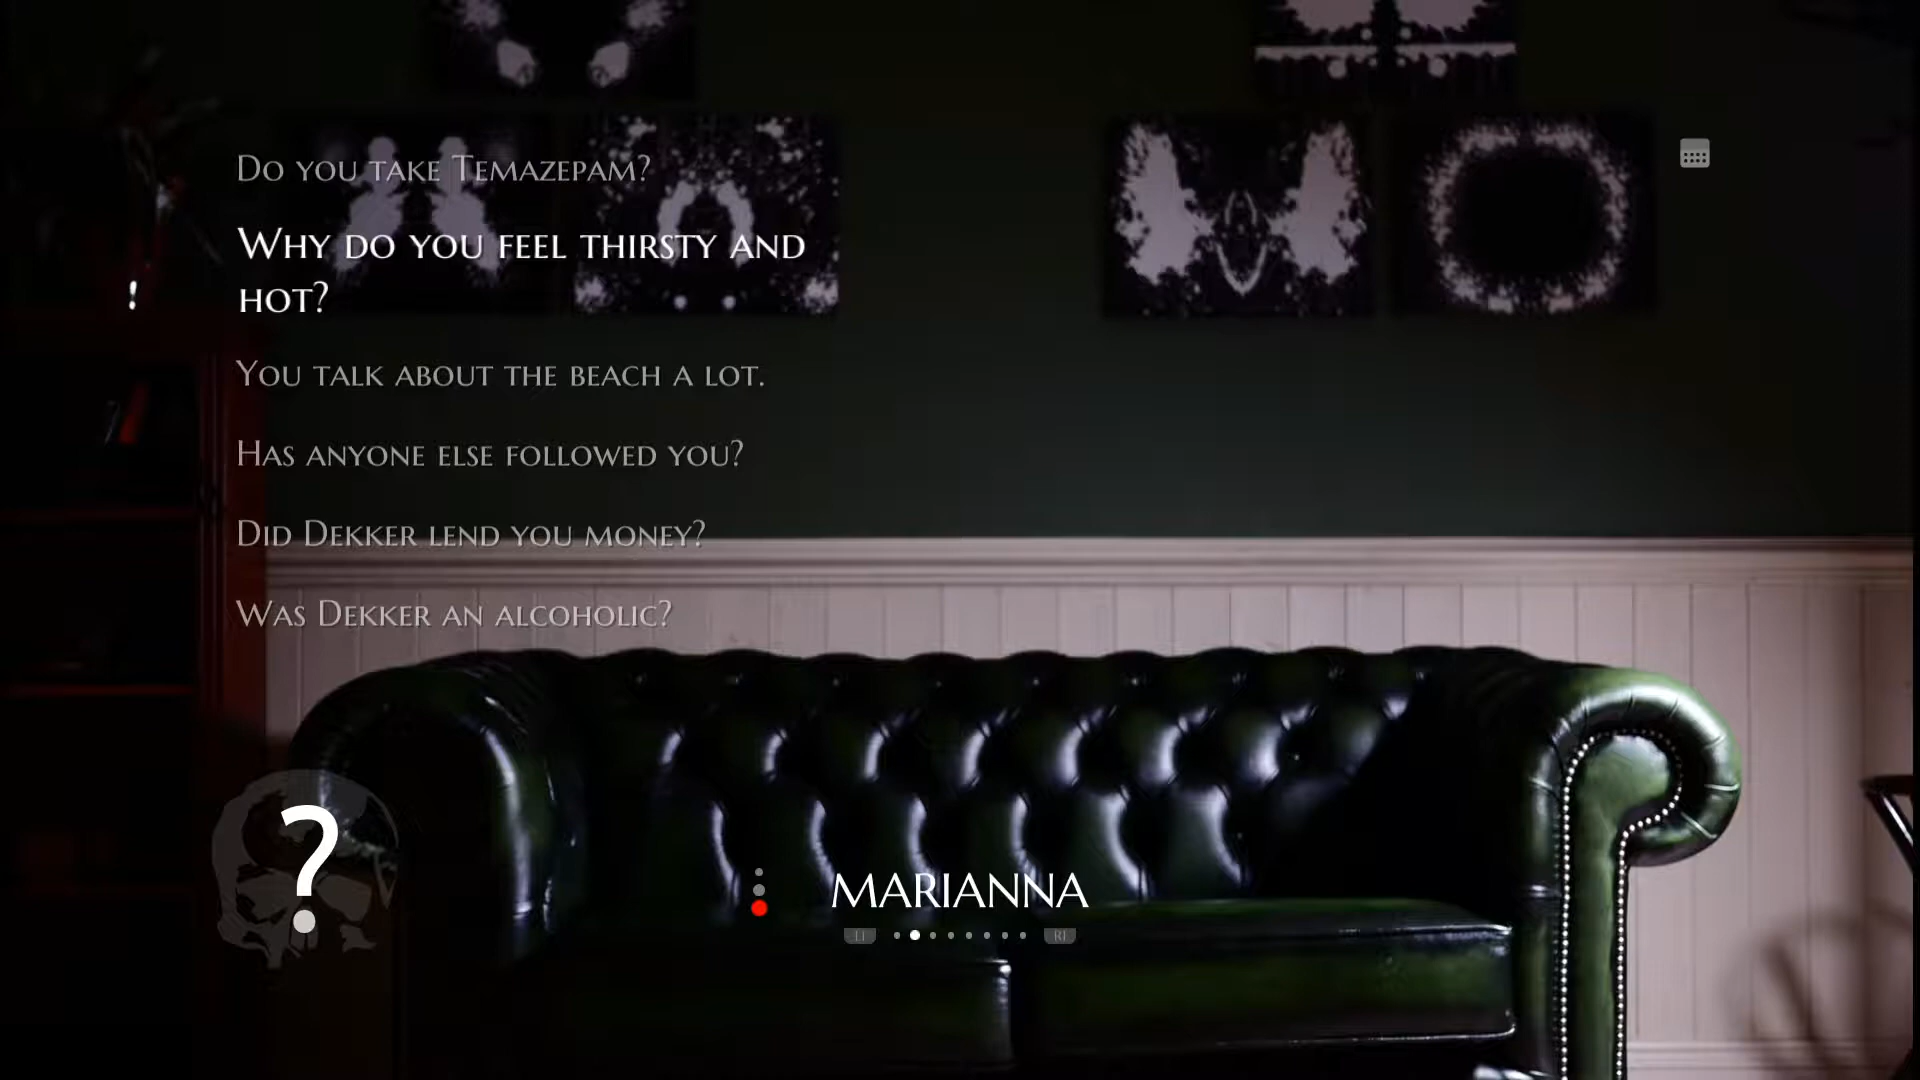 Do you take Temazepam?
Why do you feel thirsty and
hot?
You talk about the beach a lot.
Has anyone else followed you?
Did Dekker lend you money?
Was Dekker an alcoholic?
?
MARIANNA
L1 R1